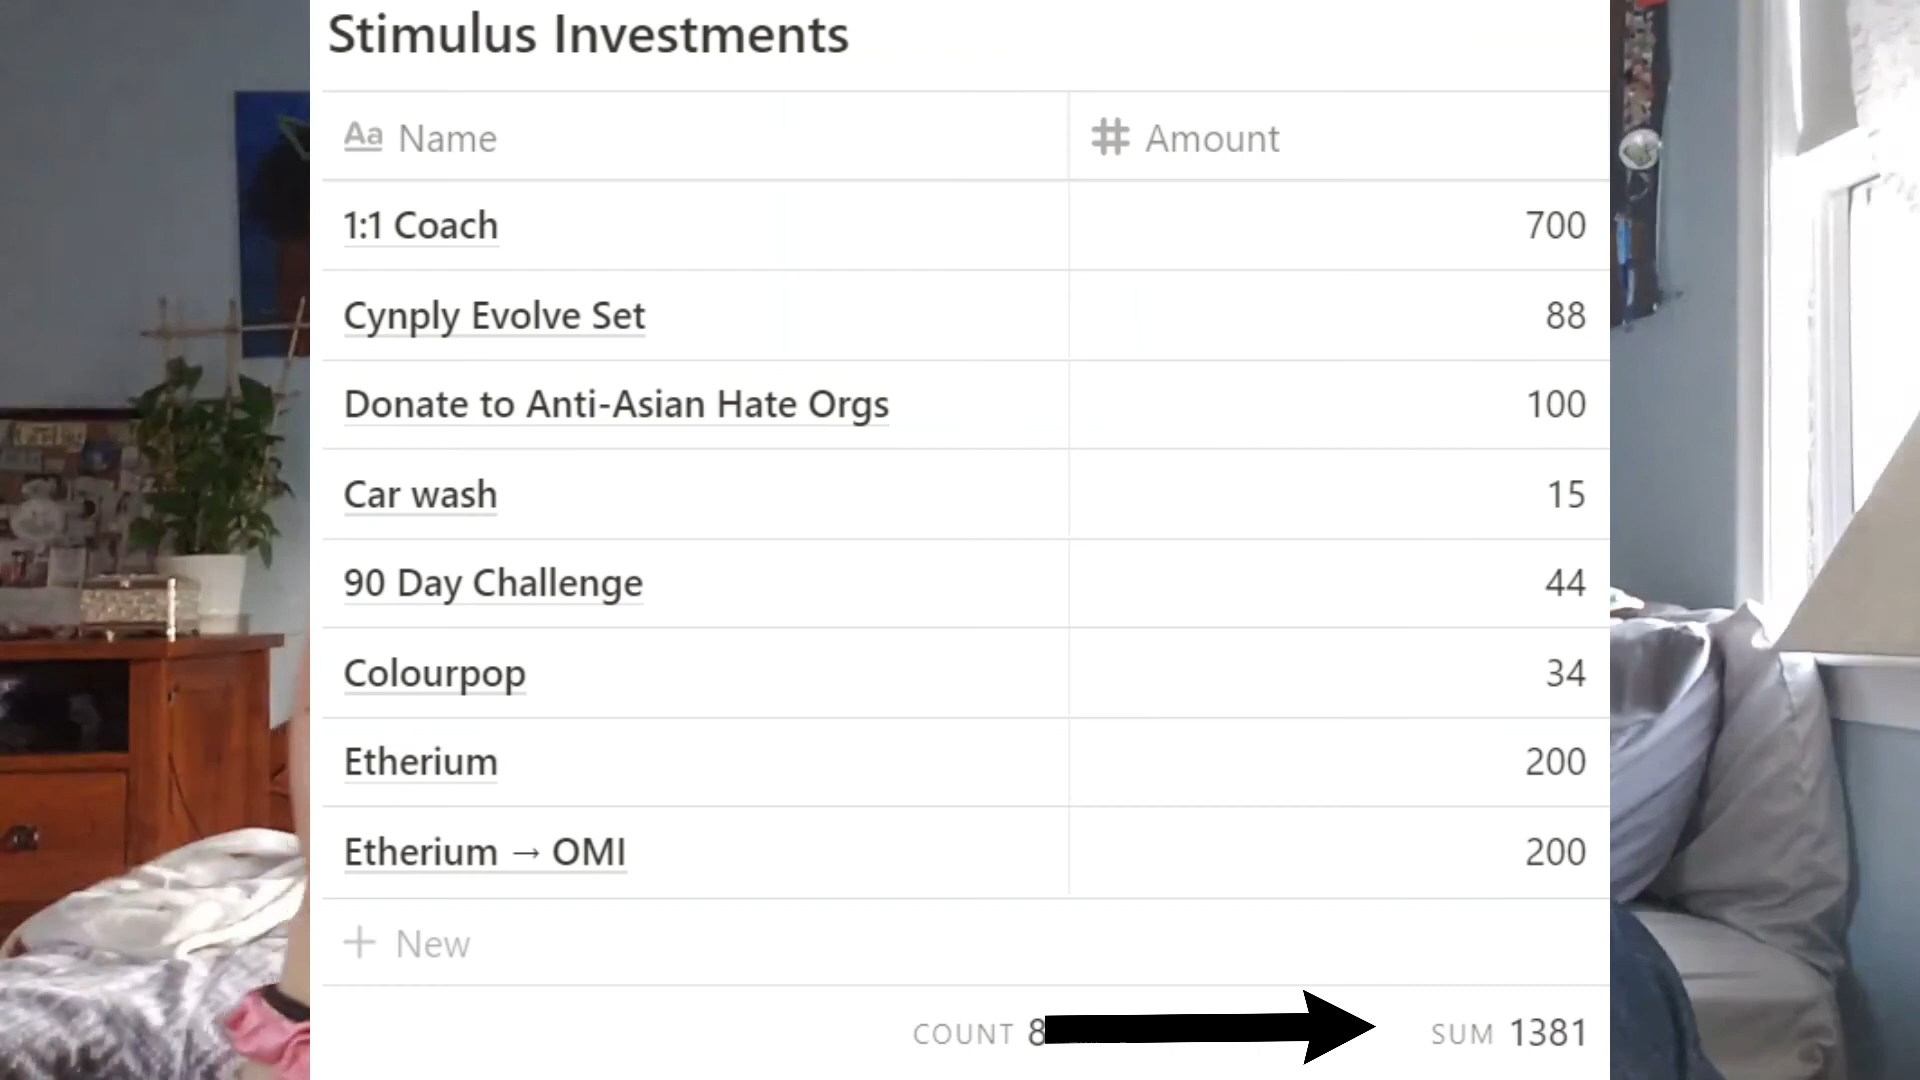 Stimulus Investments
Aa Name # Amount
1:1 Coach 700
Cynply Evolve Set 88
Donate to Anti-Asian Hate Orgs 100
Car wash 15
90 Day Challenge 44
Colourpop 34
Etherium 200
Etherium → OMI 200
+ New
COUNT 8 SUM 1381